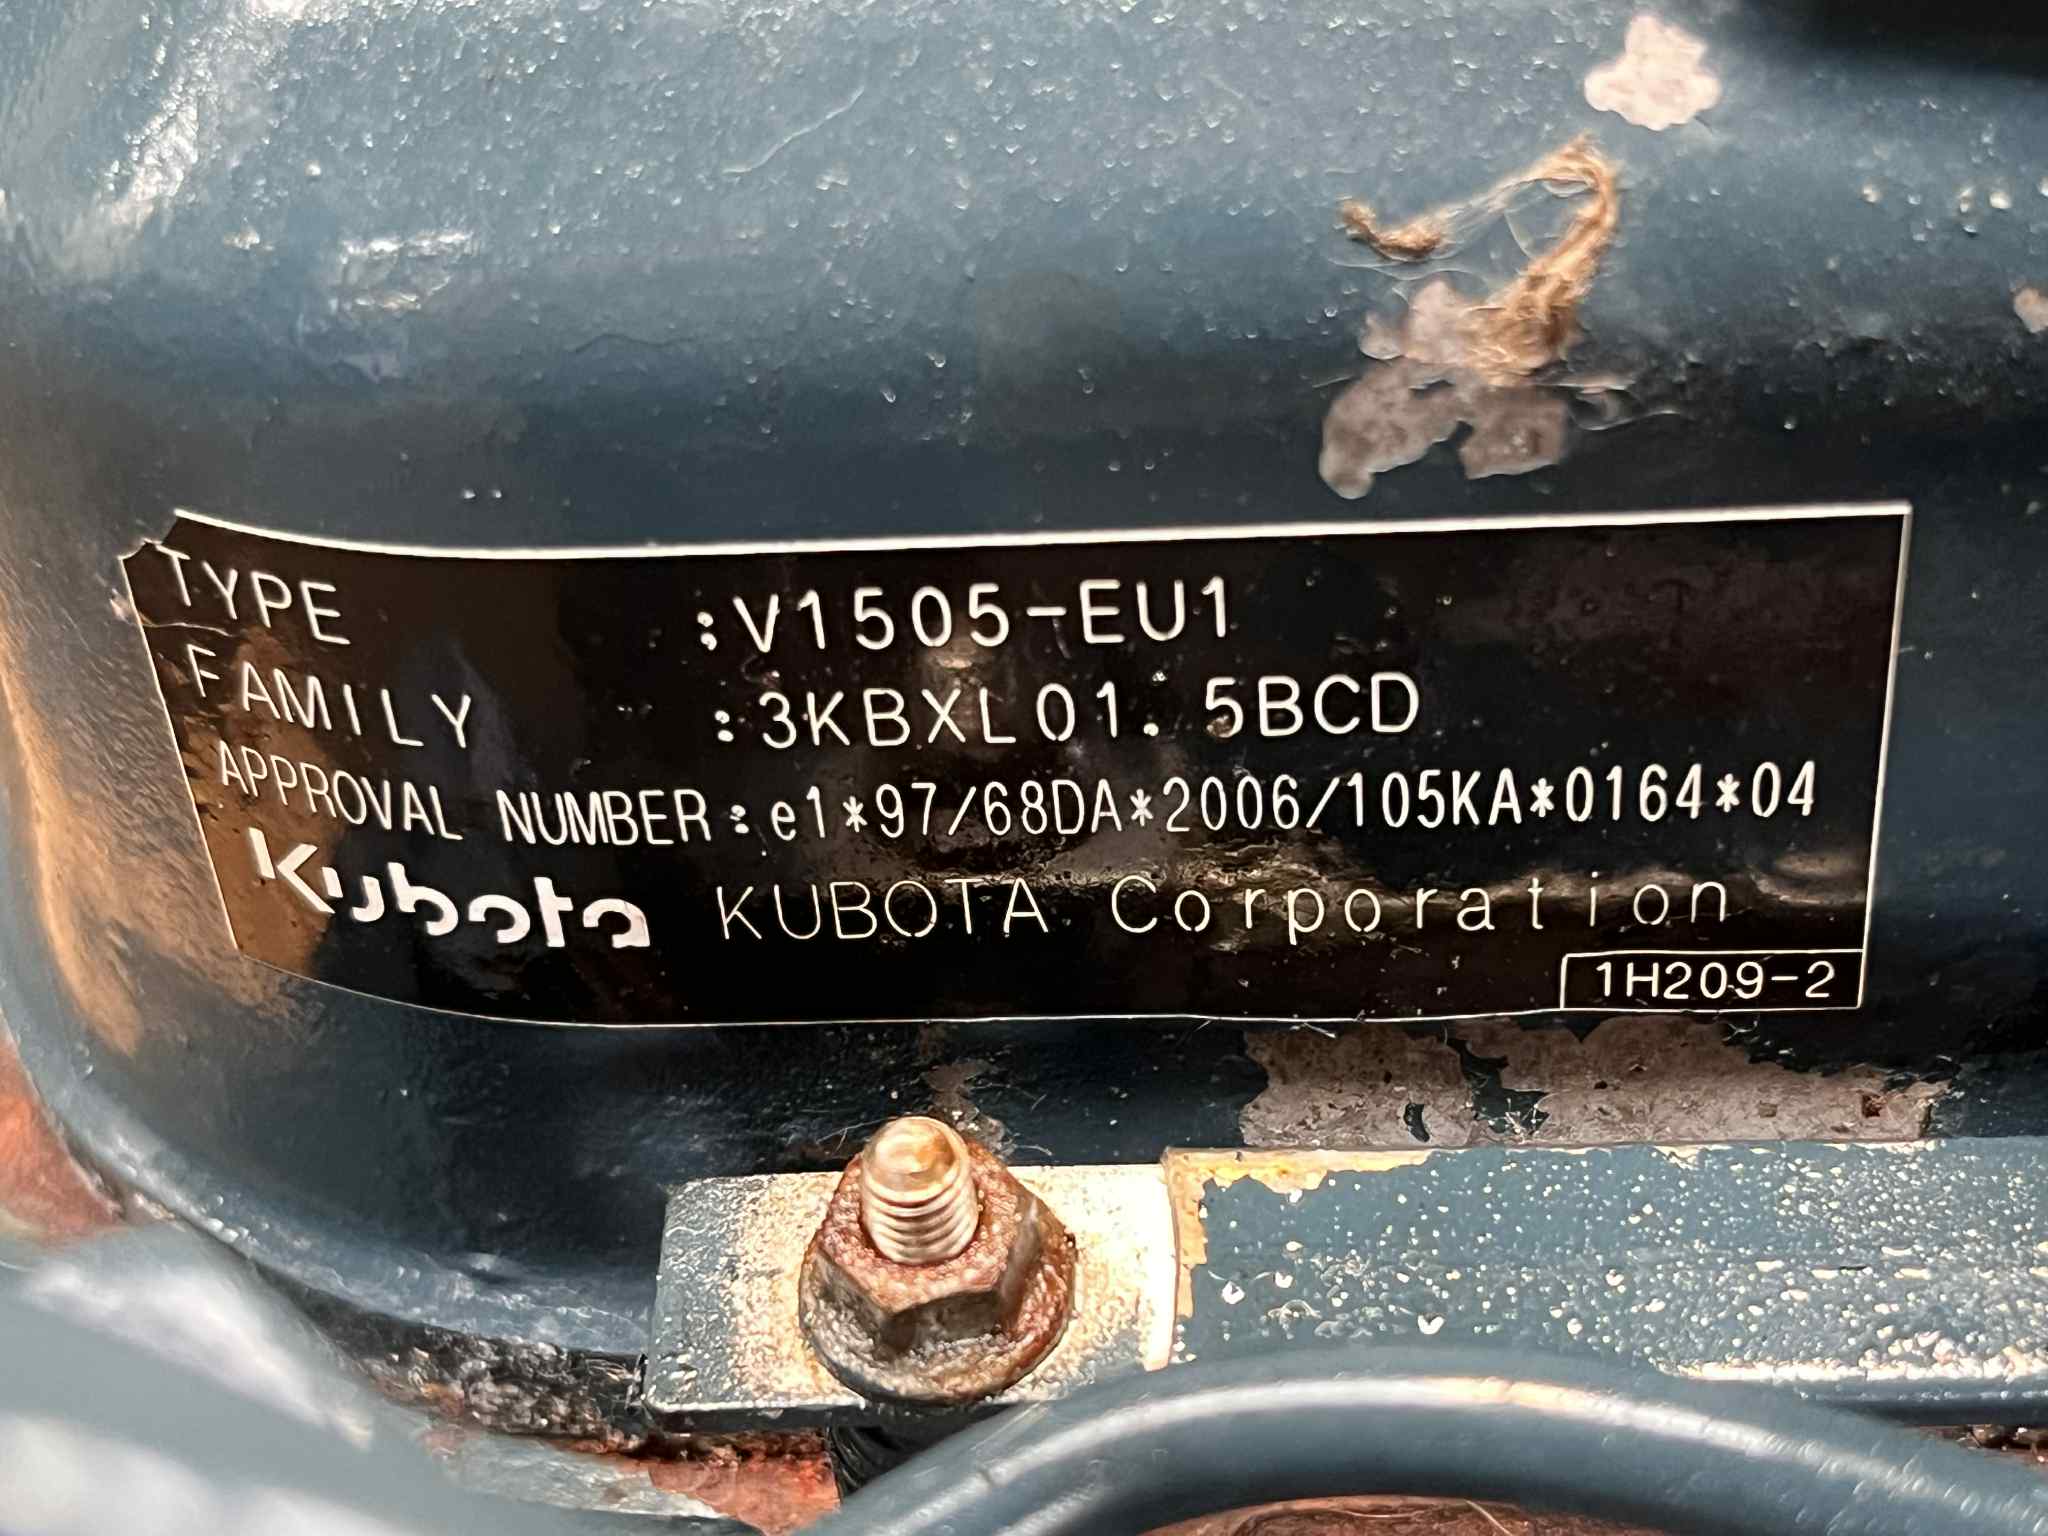 TYPE :V1505-EU1
FAMILY :3KBXL01.5BCD
APPROVAL NUMBER:e1*97/68DA*2006/105KA*0164*04
Kubota KUBOTA Corporation
1H209-2